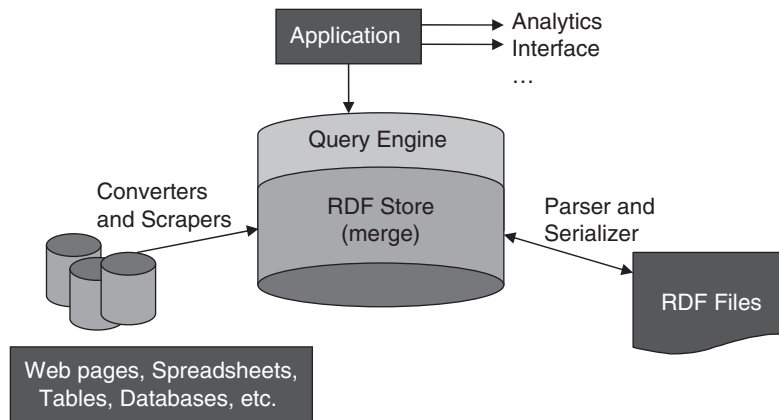 Application
Analytics
Interface
…
Query Engine
Converters
and Scrapers
RDF Store
(merge)
Parser and
Serializer
RDF Files
Web pages, Spreadsheets,
Tables, Databases, etc.